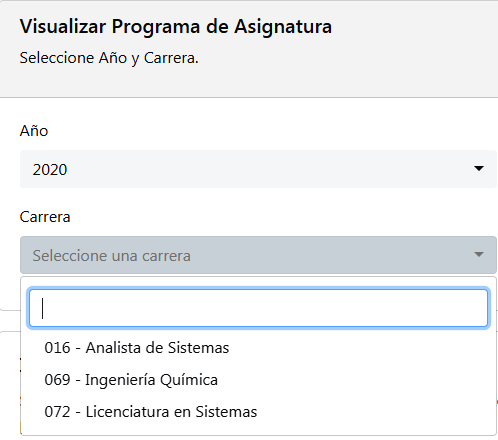 Visualizar Programa de Asignatura
Seleccione Año y Carrera.
Año
2020
Carrera
Seleccione una carrera
016 - Analista de Sistemas
069 - Ingeniería Química
072 - Licenciatura en Sistemas